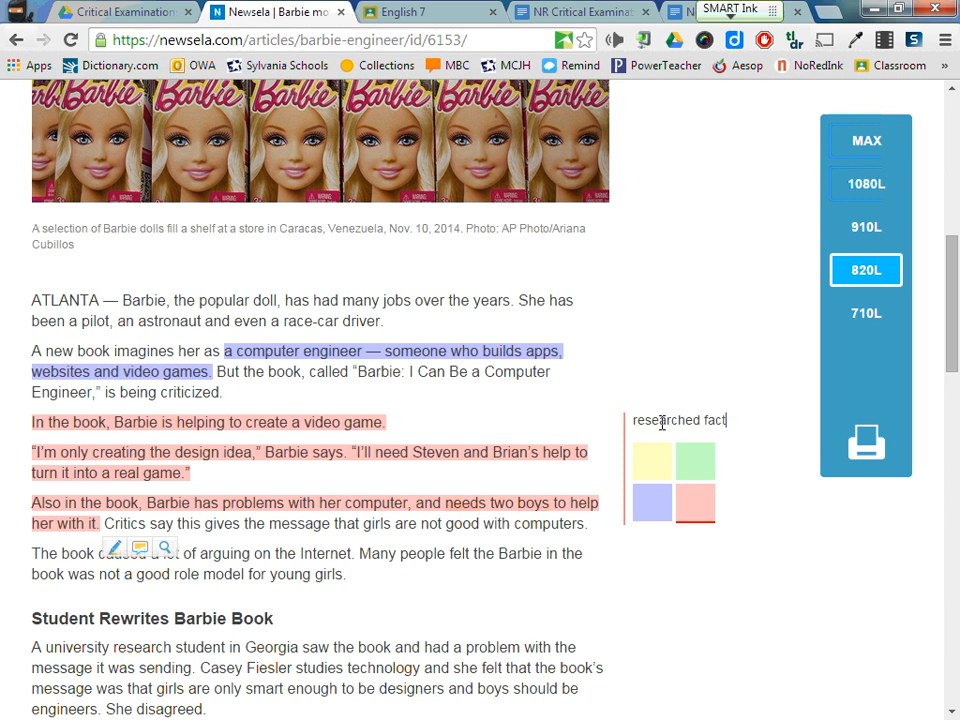 Critical Examination
Newsela | Barbie mo
English 7
NR Critical Examinat
N
SMART Ink
https://newsela.com/articles/barbie-engineer/id/6153/
tl;dr
Apps
Dictionary.com
OWA
Sylvania Schools
Collections
MBC
MCJH
Remind
PowerTeacher
Aesop
NoRedInk
Classroom
»
Barbie Barbie Barbie Barbie Barbie Barbie
A selection of Barbie dolls fill a shelf at a store in Caracas, Venezuela, Nov. 10, 2014. Photo: AP Photo/Ariana
Cubillos
ATLANTA — Barbie, the popular doll, has had many jobs over the years. She has
been a pilot, an astronaut and even a race-car driver.
A new book imagines her as a computer engineer — someone who builds apps,
websites and video games. But the book, called “Barbie: I Can Be a Computer
Engineer,” is being criticized.
In the book, Barbie is helping to create a video game.
“I’m only creating the design idea,” Barbie says. “I’ll need Steven and Brian’s help to
turn it into a real game.”
Also in the book, Barbie has problems with her computer, and needs two boys to help
her with it. Critics say this gives the message that girls are not good with computers.
The book caused a lot of arguing on the Internet. Many people felt the Barbie in the
book was not a good role model for young girls.
Student Rewrites Barbie Book
A university research student in Georgia saw the book and had a problem with the
message it was sending. Casey Fiesler studies technology and she felt that the book’s
message was that girls are only smart enough to be designers and boys should be
engineers. She disagreed.
researched fact
MAX
1080L
910L
820L
710L